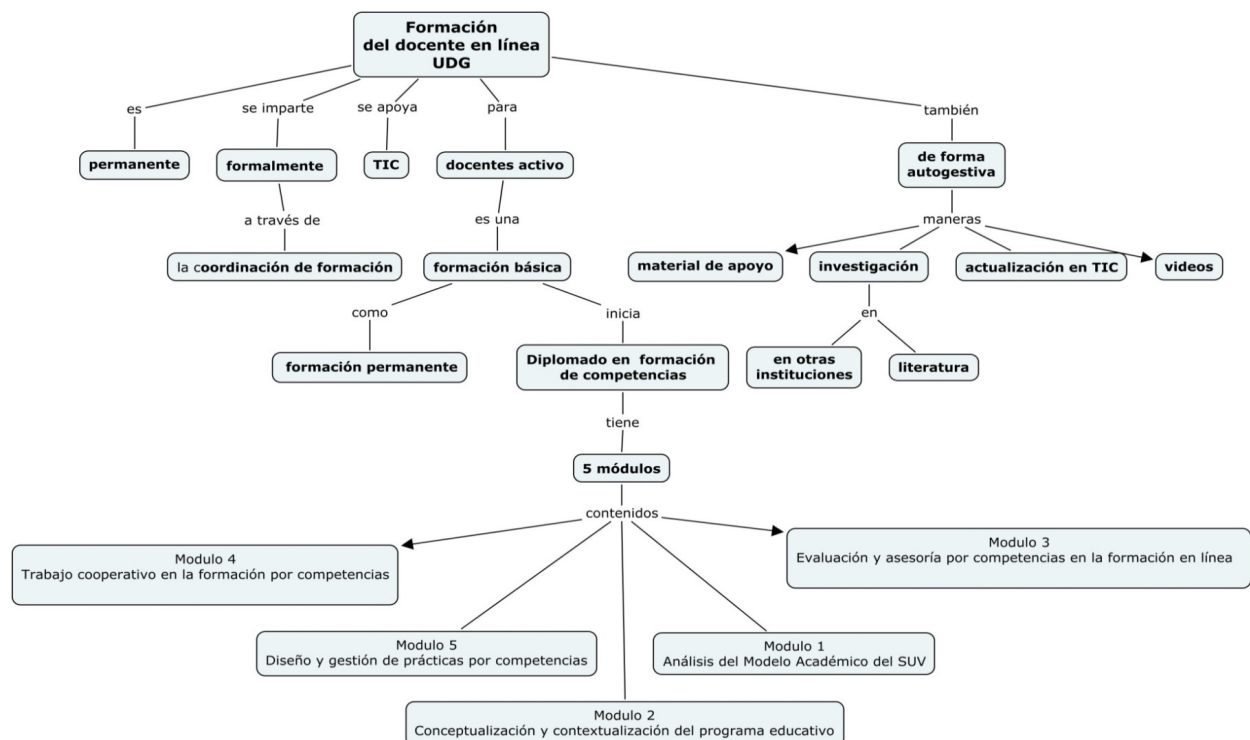 Formación
del docente en línea
UDG
es
se imparte
se apoya
para
también
permanente
formalmente
TIC
docentes activo
de forma
autogestiva
a través de
es una
maneras
la coordinación de formación
formación básica
material de apoyo
investigación
actualización en TIC
videos
como
inicia
en
formación permanente
Diplomado en formación
de competencias
en otras
instituciones
literatura
tiene
5 módulos
contenidos
Modulo 4
Trabajo cooperativo en la formación por competencias
Modulo 3
Evaluación y asesoría por competencias en la formación en línea
Modulo 5
Diseño y gestión de prácticas por competencias
Modulo 1
Análisis del Modelo Académico del SUV
Modulo 2
Conceptualización y contextualización del programa educativo